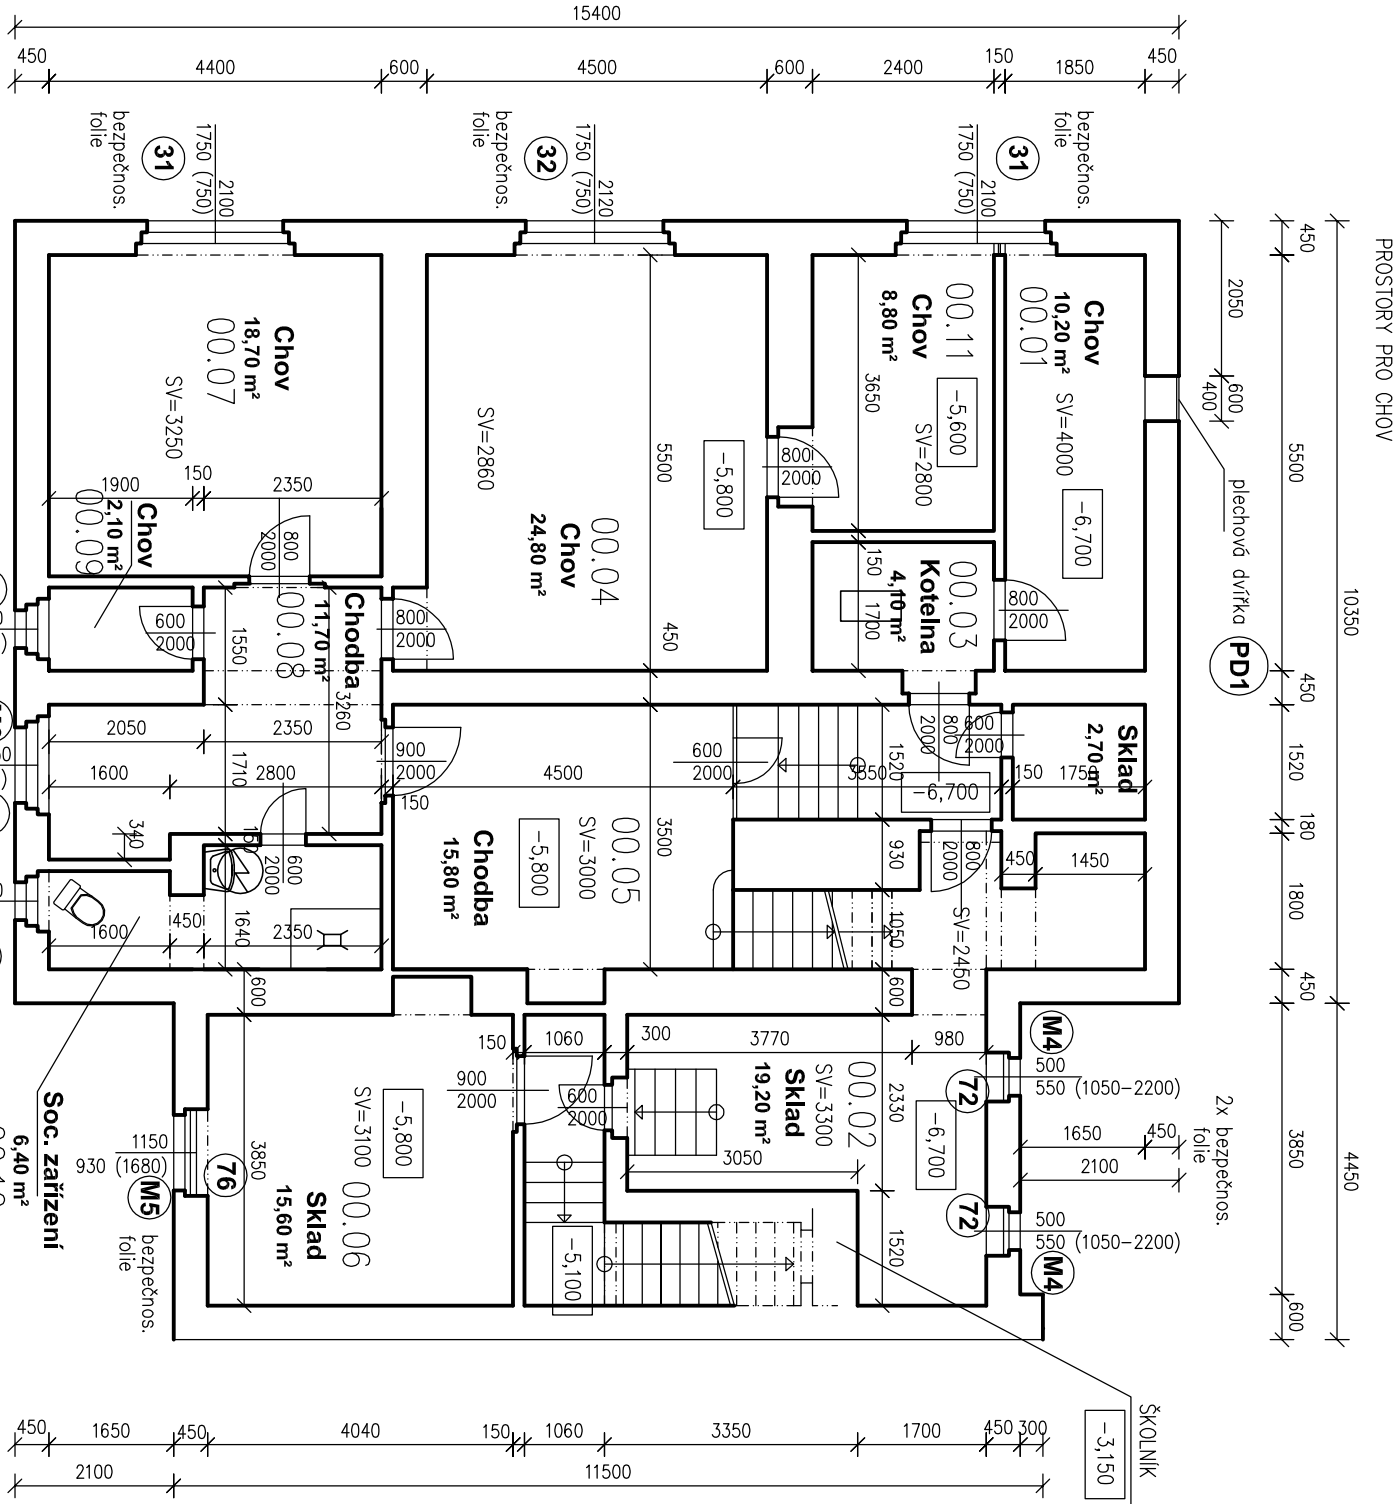 15400
450
4400
600
4500
600
2400
150
1850
450
PROSTORY PRO CHOV
bezpečnos.
folie
31
1750 (750)
2100
bezpečnos.
folie
32
1750 (750)
2120
bezpečnos.
folie
31
1750 (750)
2100
450
2050
600
400
5500
10350
plechová dvířka
PD1
450
1520
180
1800
450
3850
4450
600
Chov
10,20 m²
00.01
SV=4000
-6,700
00.11
Chov
8,80 m²
-5,600
SV=2800
3650
00.03
Kotelna
4,10 m²
150
1700
800
2000
800
2000
-5,800
5500
SV=2860
00.04
Chov
24,80 m²
450
Chov
18,70 m²
00.07
SV=3250
1900
150
2350
Chov
2,10 m²
00.09
800
2000
600
2000
Chodba
11,70 m²
00.08
800
2000
1550
3260
2050
2350
1600
2800
1710
900
2000
150
340
150
600
2000
1600
450
2350
1640
600
Sklad
2,70 m²
600
2000
800
2000
1520
3550
150
1750
-6,700
600
2000
4500
3500
Chodba
15,80 m²
-5,800
SV=3000
00.05
930
1050
800
2000
450
1450
SV=2450
600
150
1060
300
3770
980
900
2000
600
2000
-5,800
SV=3100
00.06
Sklad
15,60 m²
3850
Sklad
19,20 m²
SV=3300
00.02
2330
-6,700
3050
1520
-5,100
M4
500
550 (1050-2200)
72
2x bezpečnos.
folie
1650
450
2100
72
500
550 (1050-2200)
M4
1150
930 (1680)
76
M5
bezpečnos.
folie
Soc. zařízení
6,40 m²
ŠKOLNÍK
-3,150
450
1650
450
4040
150
1060
3350
1700
450
300
2100
11500